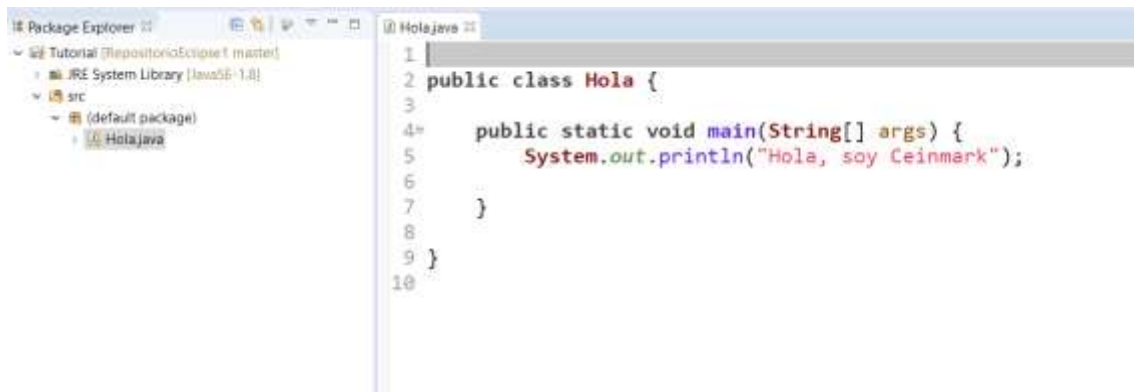 Package Explorer
Tutorial [RepositorioEclipse1 master]
JRE System Library [JavaSE-1.8]
src
(default package)
Hola.java
Hola.java
1
2 public class Hola {
3
4 public static void main(String[] args) {
5 System.out.println("Hola, soy Ceinmark");
6
7 }
8
9 }
10